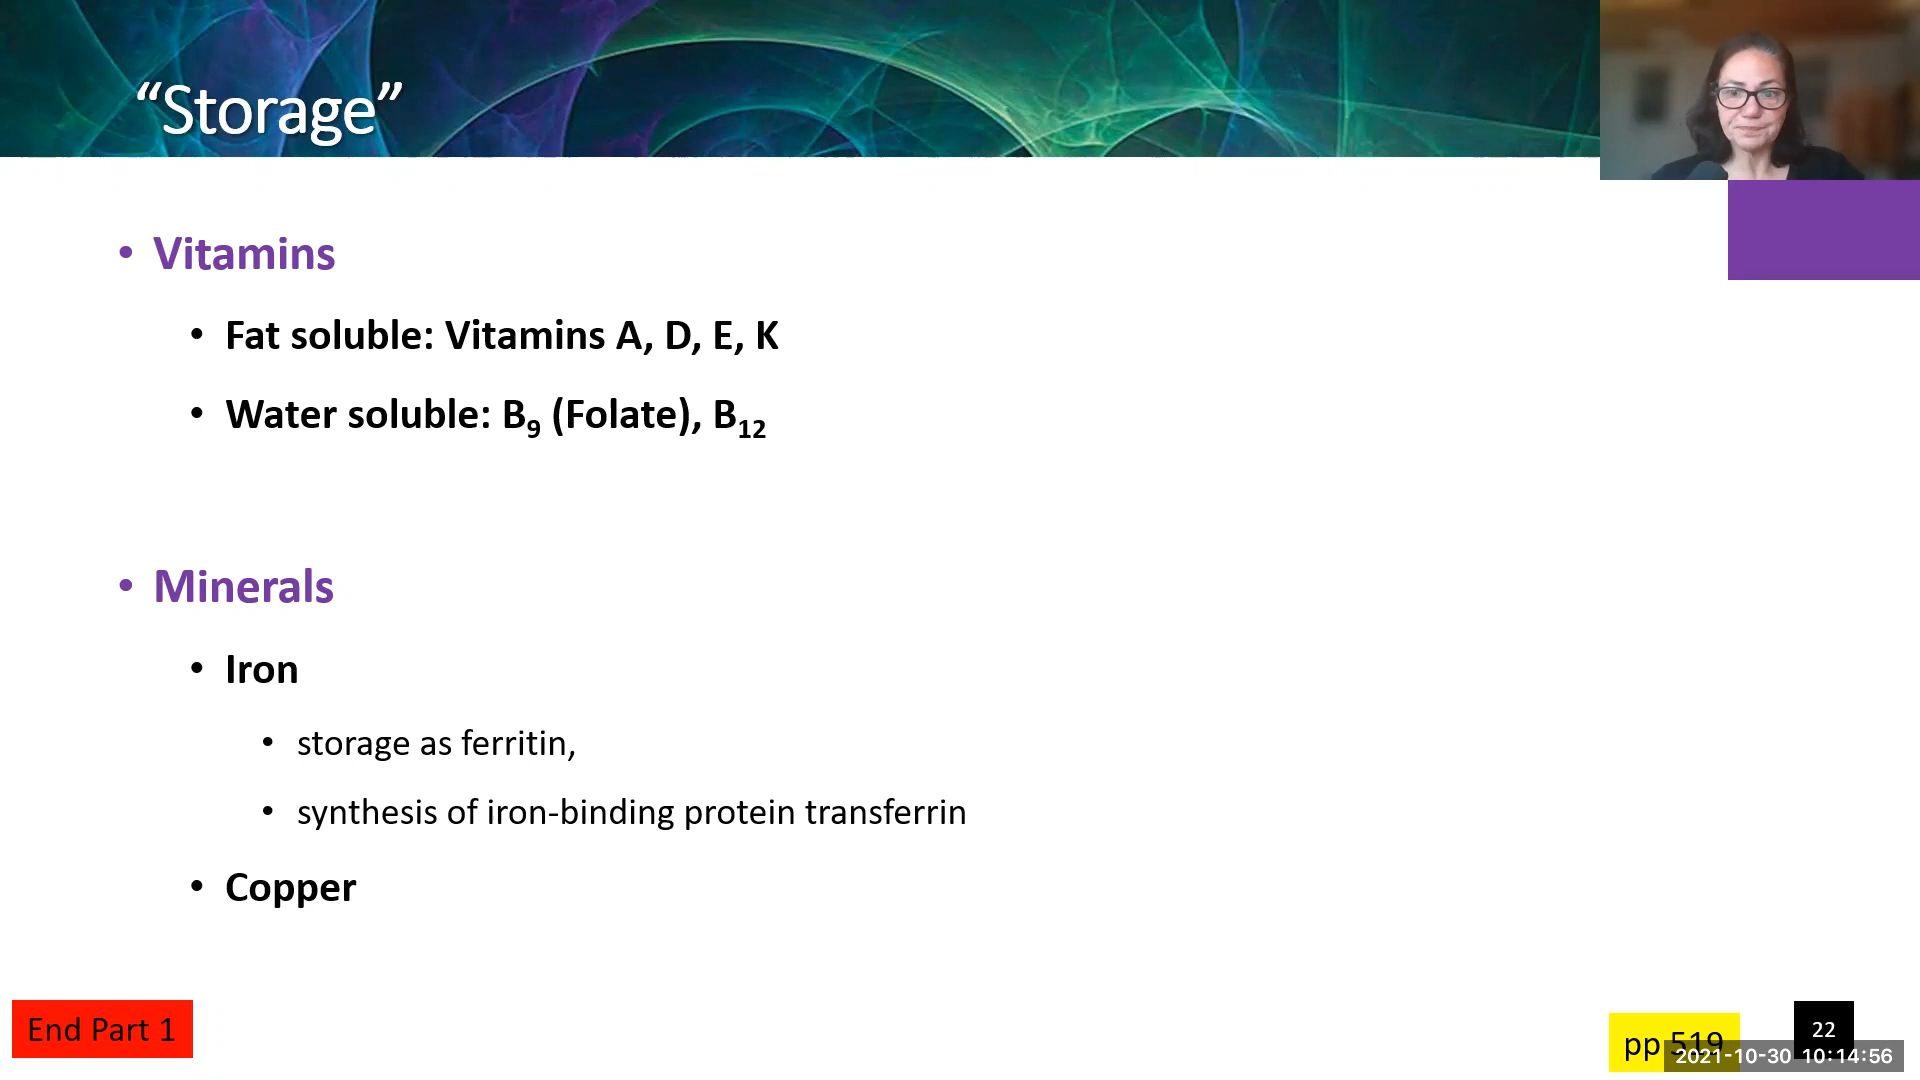 “Storage”
• Vitamins
• Fat soluble: Vitamins A, D, E, K
• Water soluble: B₉ (Folate), B₁₂
• Minerals
• Iron
• storage as ferritin,
• synthesis of iron-binding protein transferrin
• Copper
End Part 1
pp 519
22
2021-10-30 10:14:56